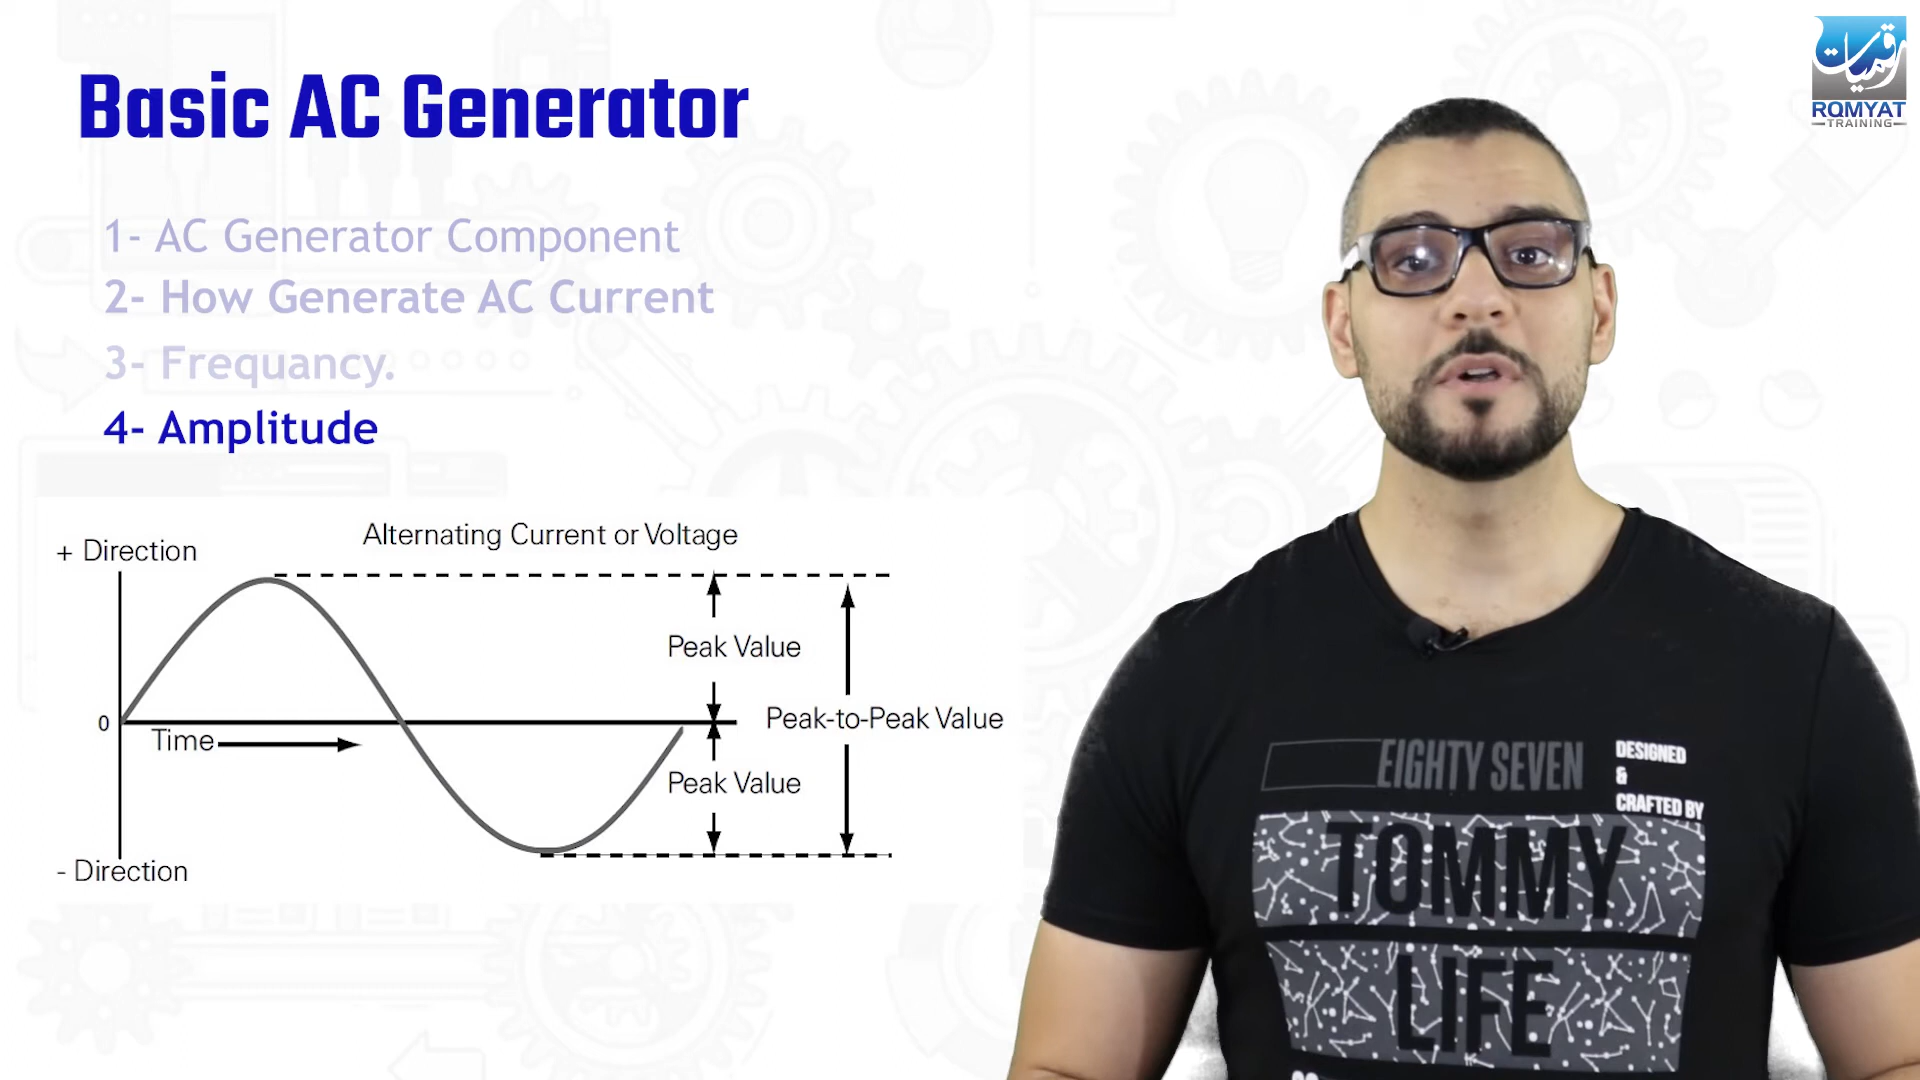 Basic AC Generator
1- AC Generator Component
2- How Generate AC Current
3- Frequancy.
4- Amplitude
Alternating Current or Voltage
+ Direction
Peak Value
0
Time
Peak-to-Peak Value
Peak Value
- Direction
رقميات
RQMYAT
TRAINING
EIGHTY SEVEN
DESIGNED
&
CRAFTED BY
TOMMY
LIFE